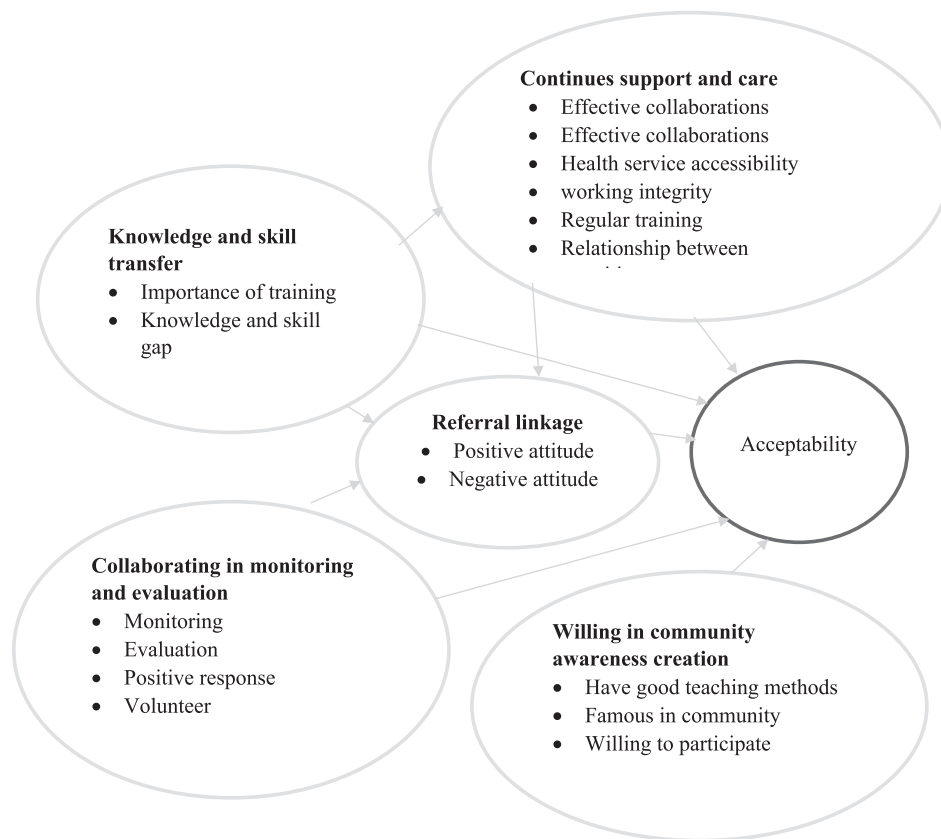 Continues support and care
• Effective collaborations
• Effective collaborations
• Health service accessibility
• working integrity
• Regular training
• Relationship between
Knowledge and skill
transfer
• Importance of training
• Knowledge and skill
gap
Referral linkage
• Positive attitude
• Negative attitude
Acceptability
Collaborating in monitoring
and evaluation
• Monitoring
• Evaluation
• Positive response
• Volunteer
Willing in community
awareness creation
• Have good teaching methods
• Famous in community
• Willing to participate